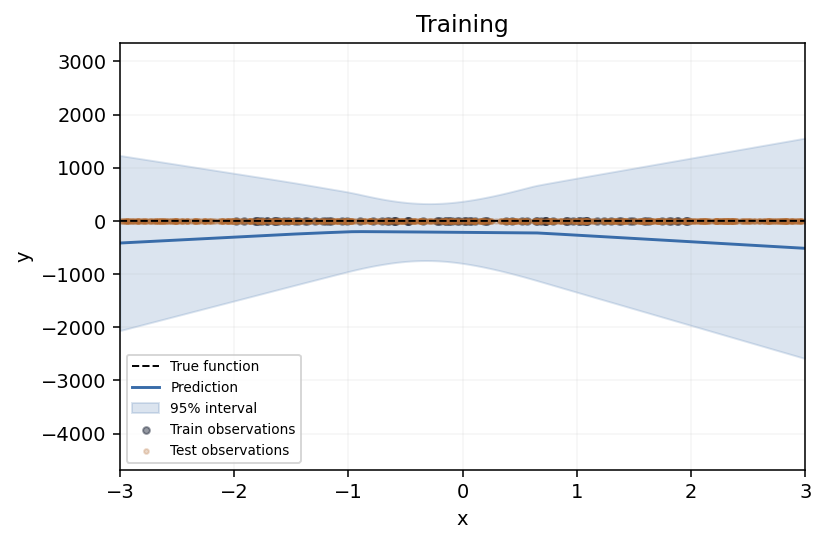 Training
3000
2000
1000
0
−1000
−2000
−3000
−4000
y
True function
Prediction
95% interval
Train observations
Test observations
−3 −2 −1 0 1 2 3
x